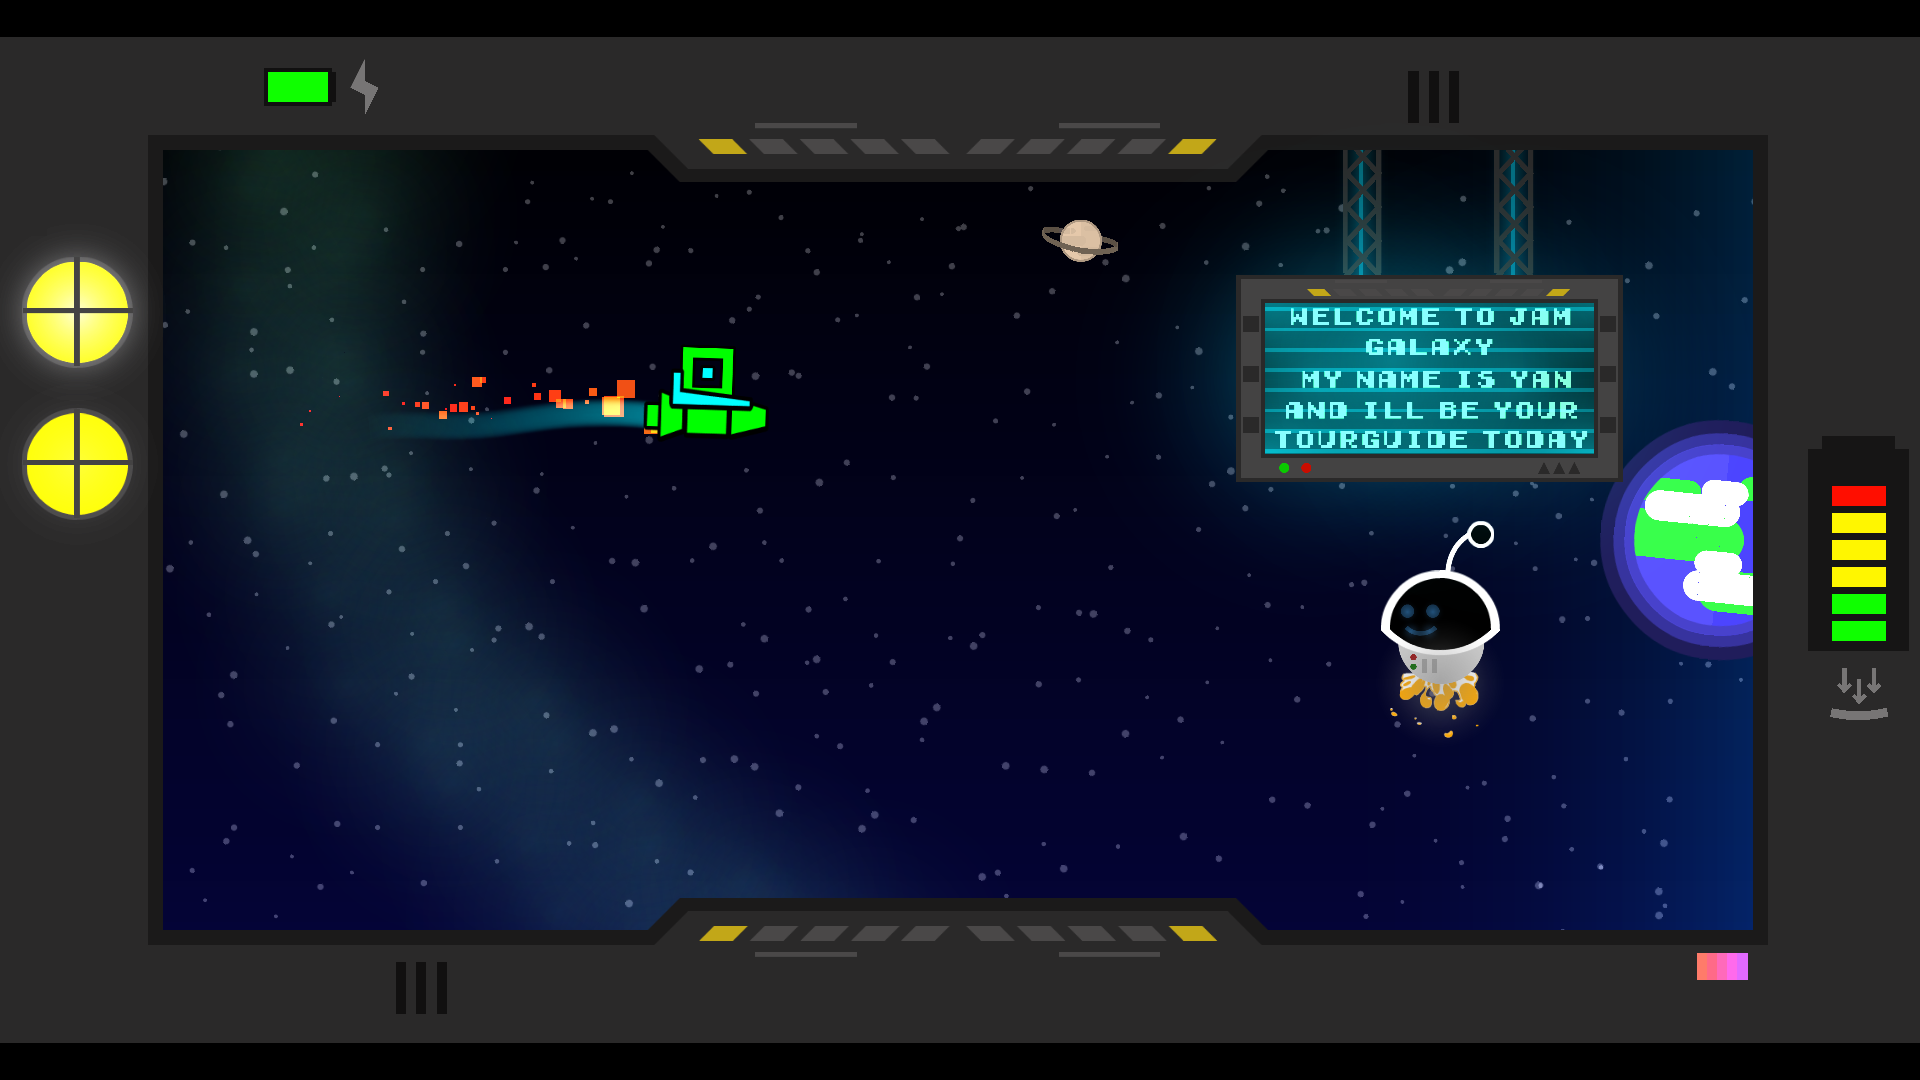 WELCOME TO JAM
GALAXY
MY NAME IS YAN
AND ILL BE YOUR
TOURGUIDE TODAY